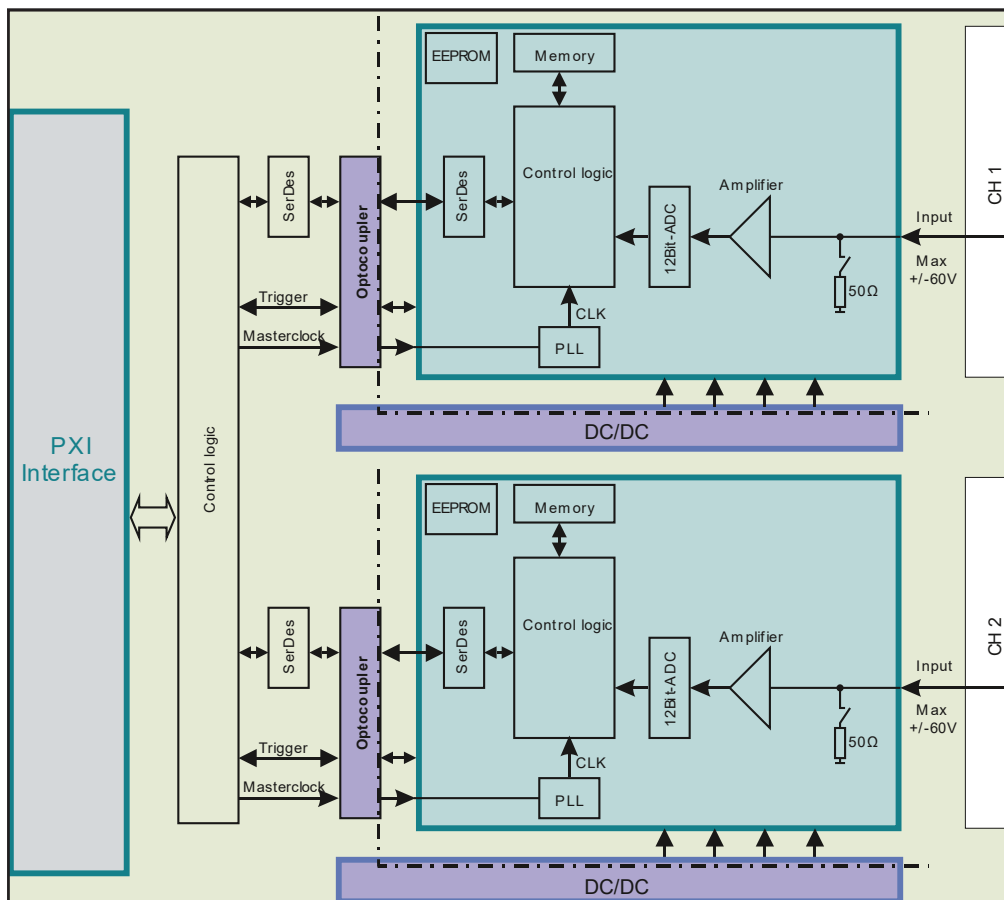 PXI
Interface
Control logic
SerDes
Optocoupler
Trigger
Masterclock
EEPROM
Memory
SerDes
Control logic
12Bit-ADC
Amplifier
50Ω
CLK
PLL
Input
Max
+/-60V
CH 1
DC/DC
SerDes
Optocoupler
Trigger
Masterclock
EEPROM
Memory
SerDes
Control logic
12Bit-ADC
Amplifier
50Ω
CLK
PLL
Input
Max
+/-60V
CH 2
DC/DC